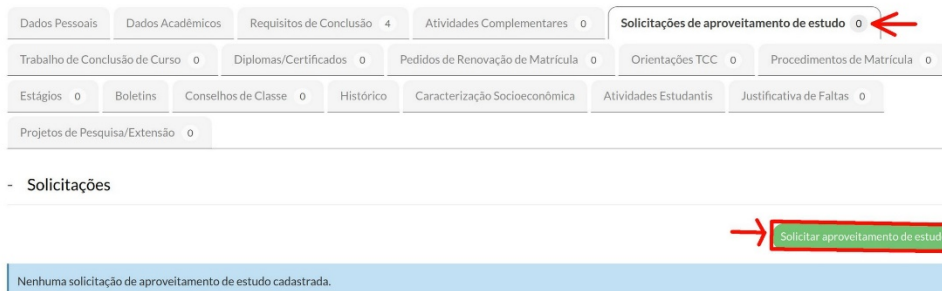 Dados Pessoais Dados Acadêmicos Requisitos de Conclusão 4 Atividades Complementares 0 Solicitações de aproveitamento de estudo 0
Trabalho de Conclusão de Curso 0 Diplomas/Certificados 0 Pedidos de Renovação de Matrícula 0 Orientações TCC 0 Procedimentos de Matrícula 0
Estágios 0 Boletins Conselhos de Classe 0 Histórico Caracterização Socioeconômica Atividades Estudantis Justificativa de Faltas 0
Projetos de Pesquisa/Extensão 0
- Solicitações
Solicitar aproveitamento de estud
Nenhuma solicitação de aproveitamento de estudo cadastrada.